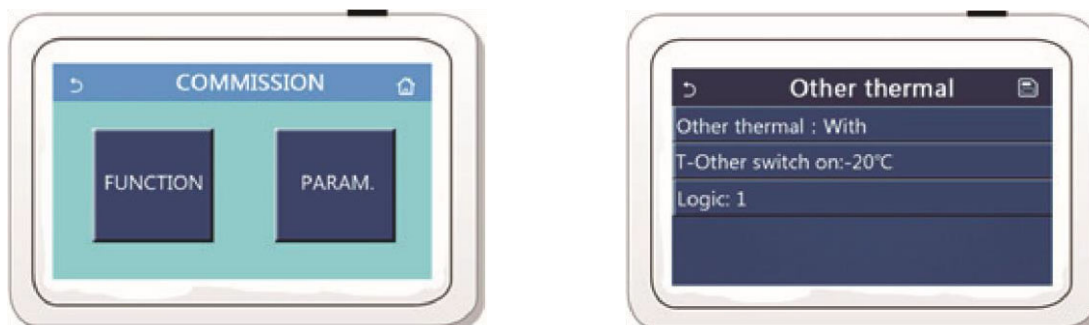 COMMISSION
FUNCTION
PARAM.
Other thermal
Other thermal : With
T-Other switch on:-20℃
Logic: 1